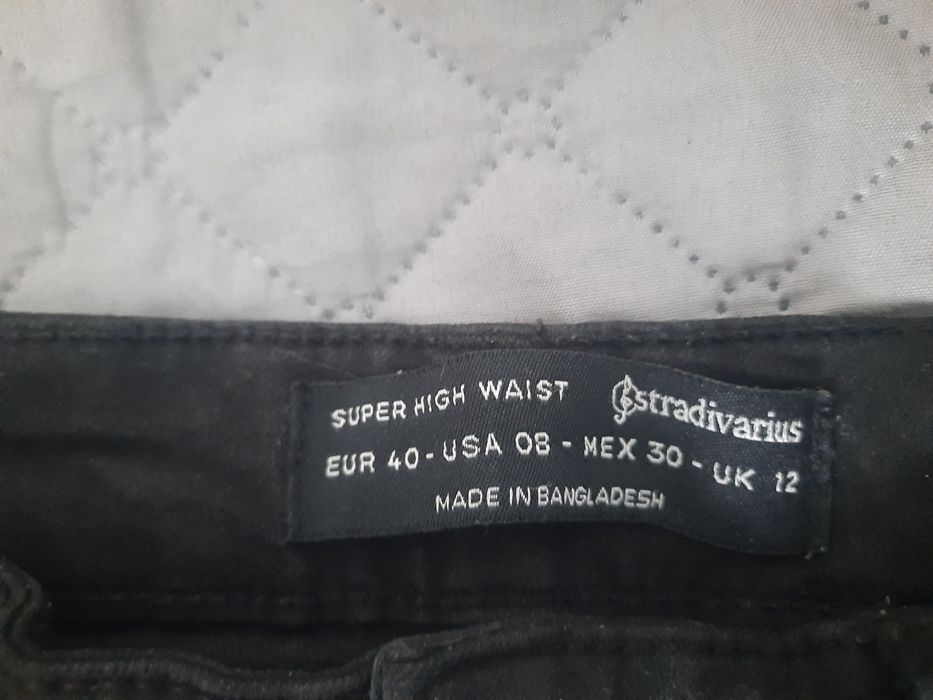 SUPER HIGH WAIST stradivarius
EUR 40 - USA 08 - MEX 30 - UK 12
MADE IN BANGLADESH